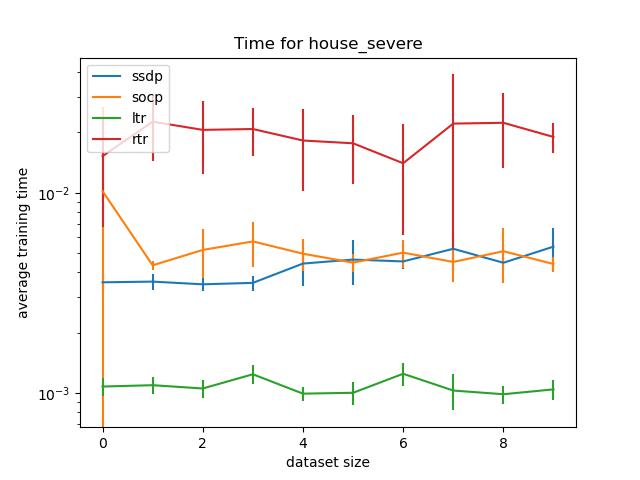 Time for house_severe
ssdp
socp
ltr
rtr
average training time
10⁻²
10⁻³
0 2 4 6 8
dataset size